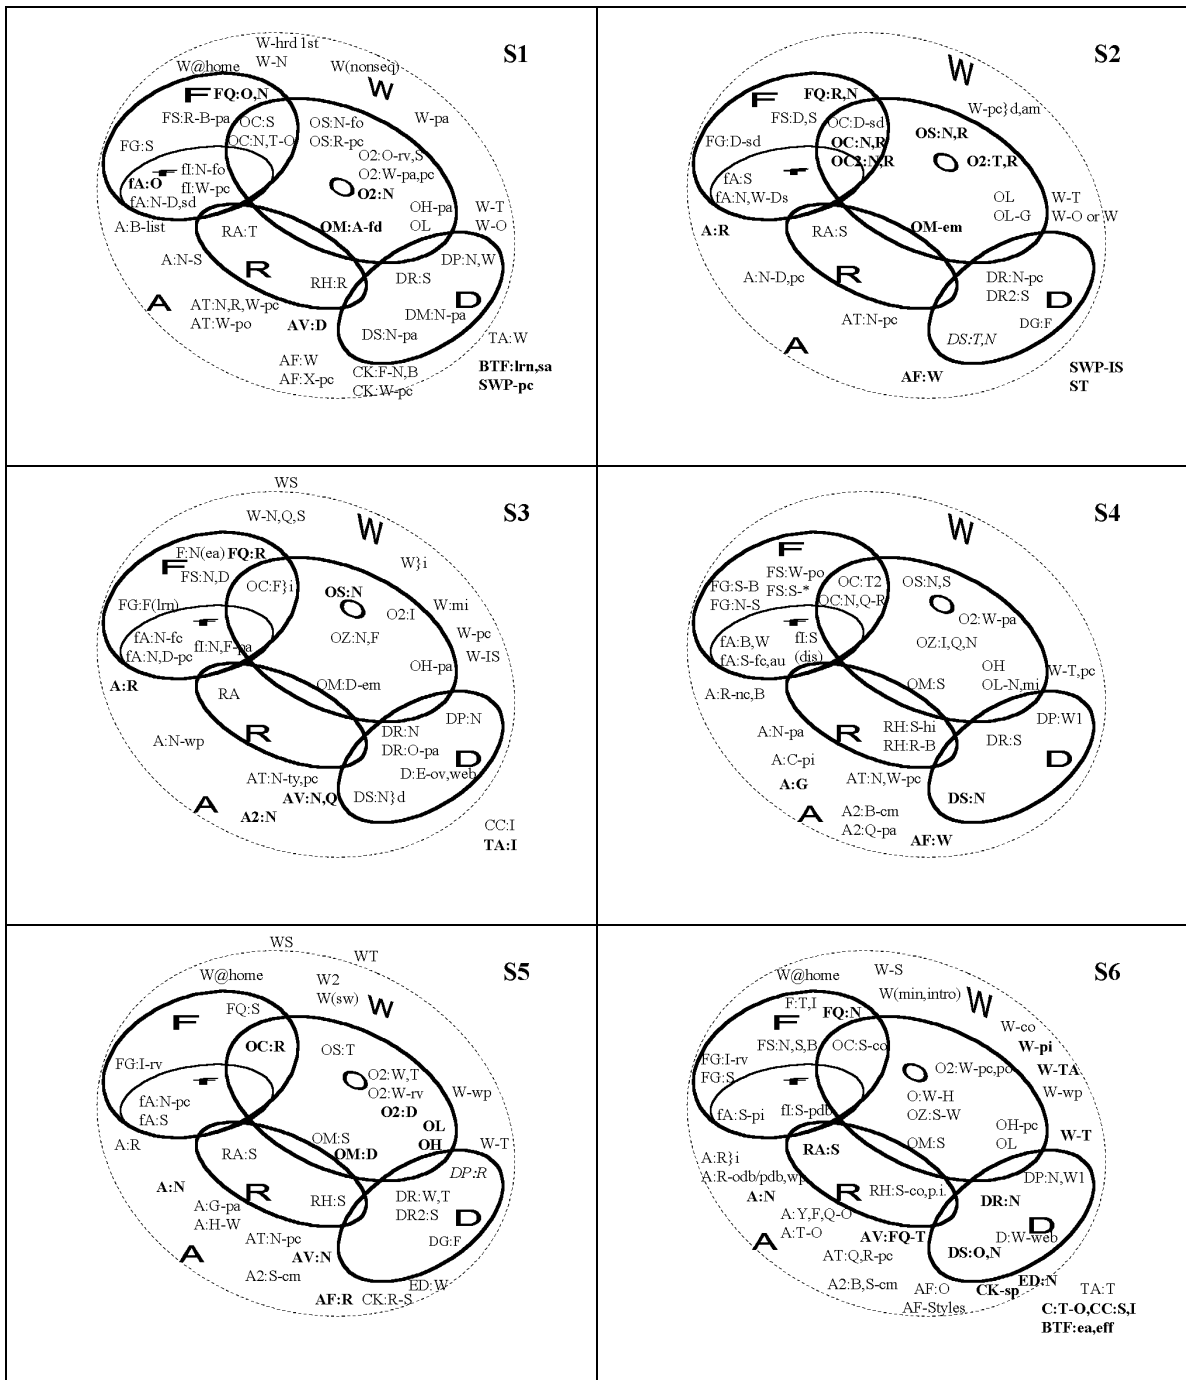 W-hrd 1st
S1
W-N
W@home
W(nonseq)
W
F FQ:O,N
FS:R-B-pa
OC:S
OS:N-fo
W-pa
OC:N,T-O
OS:R-pc
FG:S
O2:O-rv,S
fI:N-fo
O2:W-pa,pc
fA:O
fI:W-pc
O
O2:N
fA:N-D,sd
OH-pa
W-T
A:B-list
RA:T
OM:A-fd
OL
W-O
A:N-S
R
DP:N,W
RH:R
DR:S
A
AT:N,R,W-pc
D
AT:W-po
DM:N-pa
AV:D
DS:N-pa
TA:W
AF:W
CK:F-N,B
BTF:lrn,sa
AF:X-pc
CK:W-pc
SWP-pc
S2
W
F
FQ:R,N
W-pc}d,am
FS:D,S
OC:D-sd
OS:N,R
FG:D-sd
OC:N,R
OC2:N,R
O
O2:T,R
fA:S
fA:N,W-Ds
OL
W-T
OL-G
W-O or W
A:R
RA:S
OM-em
A:N-D,pc
R
DR:N-pc
DR2:S
D
AT:N-pc
DG:F
A
DS:T,N
AF:W
SWP-IS
ST
WS
S3
W-N,Q,S
W
F:N(ea) FQ:R
W}i
F
FS:N,D
OC:F}i
OS:N
FG:F(lrn)
O
O2:I
W:mi
fA:N-fc
OZ:N,F
W-pc
fA:N,D-pc
fI:N,F-pa
W-IS
OH-pa
A:R
RA
OM:D-em
DP:N
A:N-wp
R
DR:N
DR:O-pa
D
AT:N-ty,pc
D:E-ov,web
A
AV:N,Q
DS:N}d
A2:N
CC:I
TA:I
S4
W
F
FS:W-po
OC:T2
OS:N,S
FG:S-B
FS:S-*
OC:N,Q-R
FG:N-S
O
O2:W-pa
fA:B,W
fI:S
OZ:I,Q,N
fA:S-fc,au
(dis)
OH
W-T,pc
A:R-nc,B
OM:S
OL-N,mi
A:N-pa
R
RH:S-hi
DP:W1
RH:R-B
DR:S
A:C-pi
D
A:G
AT:N,W-pc
DS:N
A
A2:B-cm
A2:Q-pa
AF:W
WS
WT
S5
W@home
W2
W(sw)
W
F
FQ:S
OC:R
OS:T
FG:I-rv
O2:W,T
fA:N-pc
O
O2:W-rv
W-wp
fA:S
O2:D
OL
A:R
OM:S
OH
W-T
RA:S
OM:D
DP:R
A:N
R
RH:S
DR:W,T
A:G-pa
DR2:S
D
A:H-W
AT:N-pc
DG:F
A
AV:N
A2:S-cm
ED:W
AF:R
CK:R-S
W-S
S6
W@home
W(min,intro)
W
F:T,I
FQ:N
F
W-co
FS:N,S,B
OC:S-co
W-pi
FG:I-rv
O
O2:W-pc,po
W-TA
FG:S
O:W-H
W-wp
fA:S-pi
fI:S-pdb
OZ:S-W
OH-pc
RA:S
OM:S
OL
W-T
A:R}i
A:R-odb/pdb,wp
DP:N,W1
A:N
R
RH:S-co,p.i.
DR:N
A:Y,F,Q-O
D
A:T-O
AV:FQ-T
D:W-web
A
AT:Q,R-pc
DS:O,N
A2:B,S-cm
AF:O
CK-sp
ED:N
TA:T
AF-Styles
C:T-O,CC:S,I
BTF:ea,eff